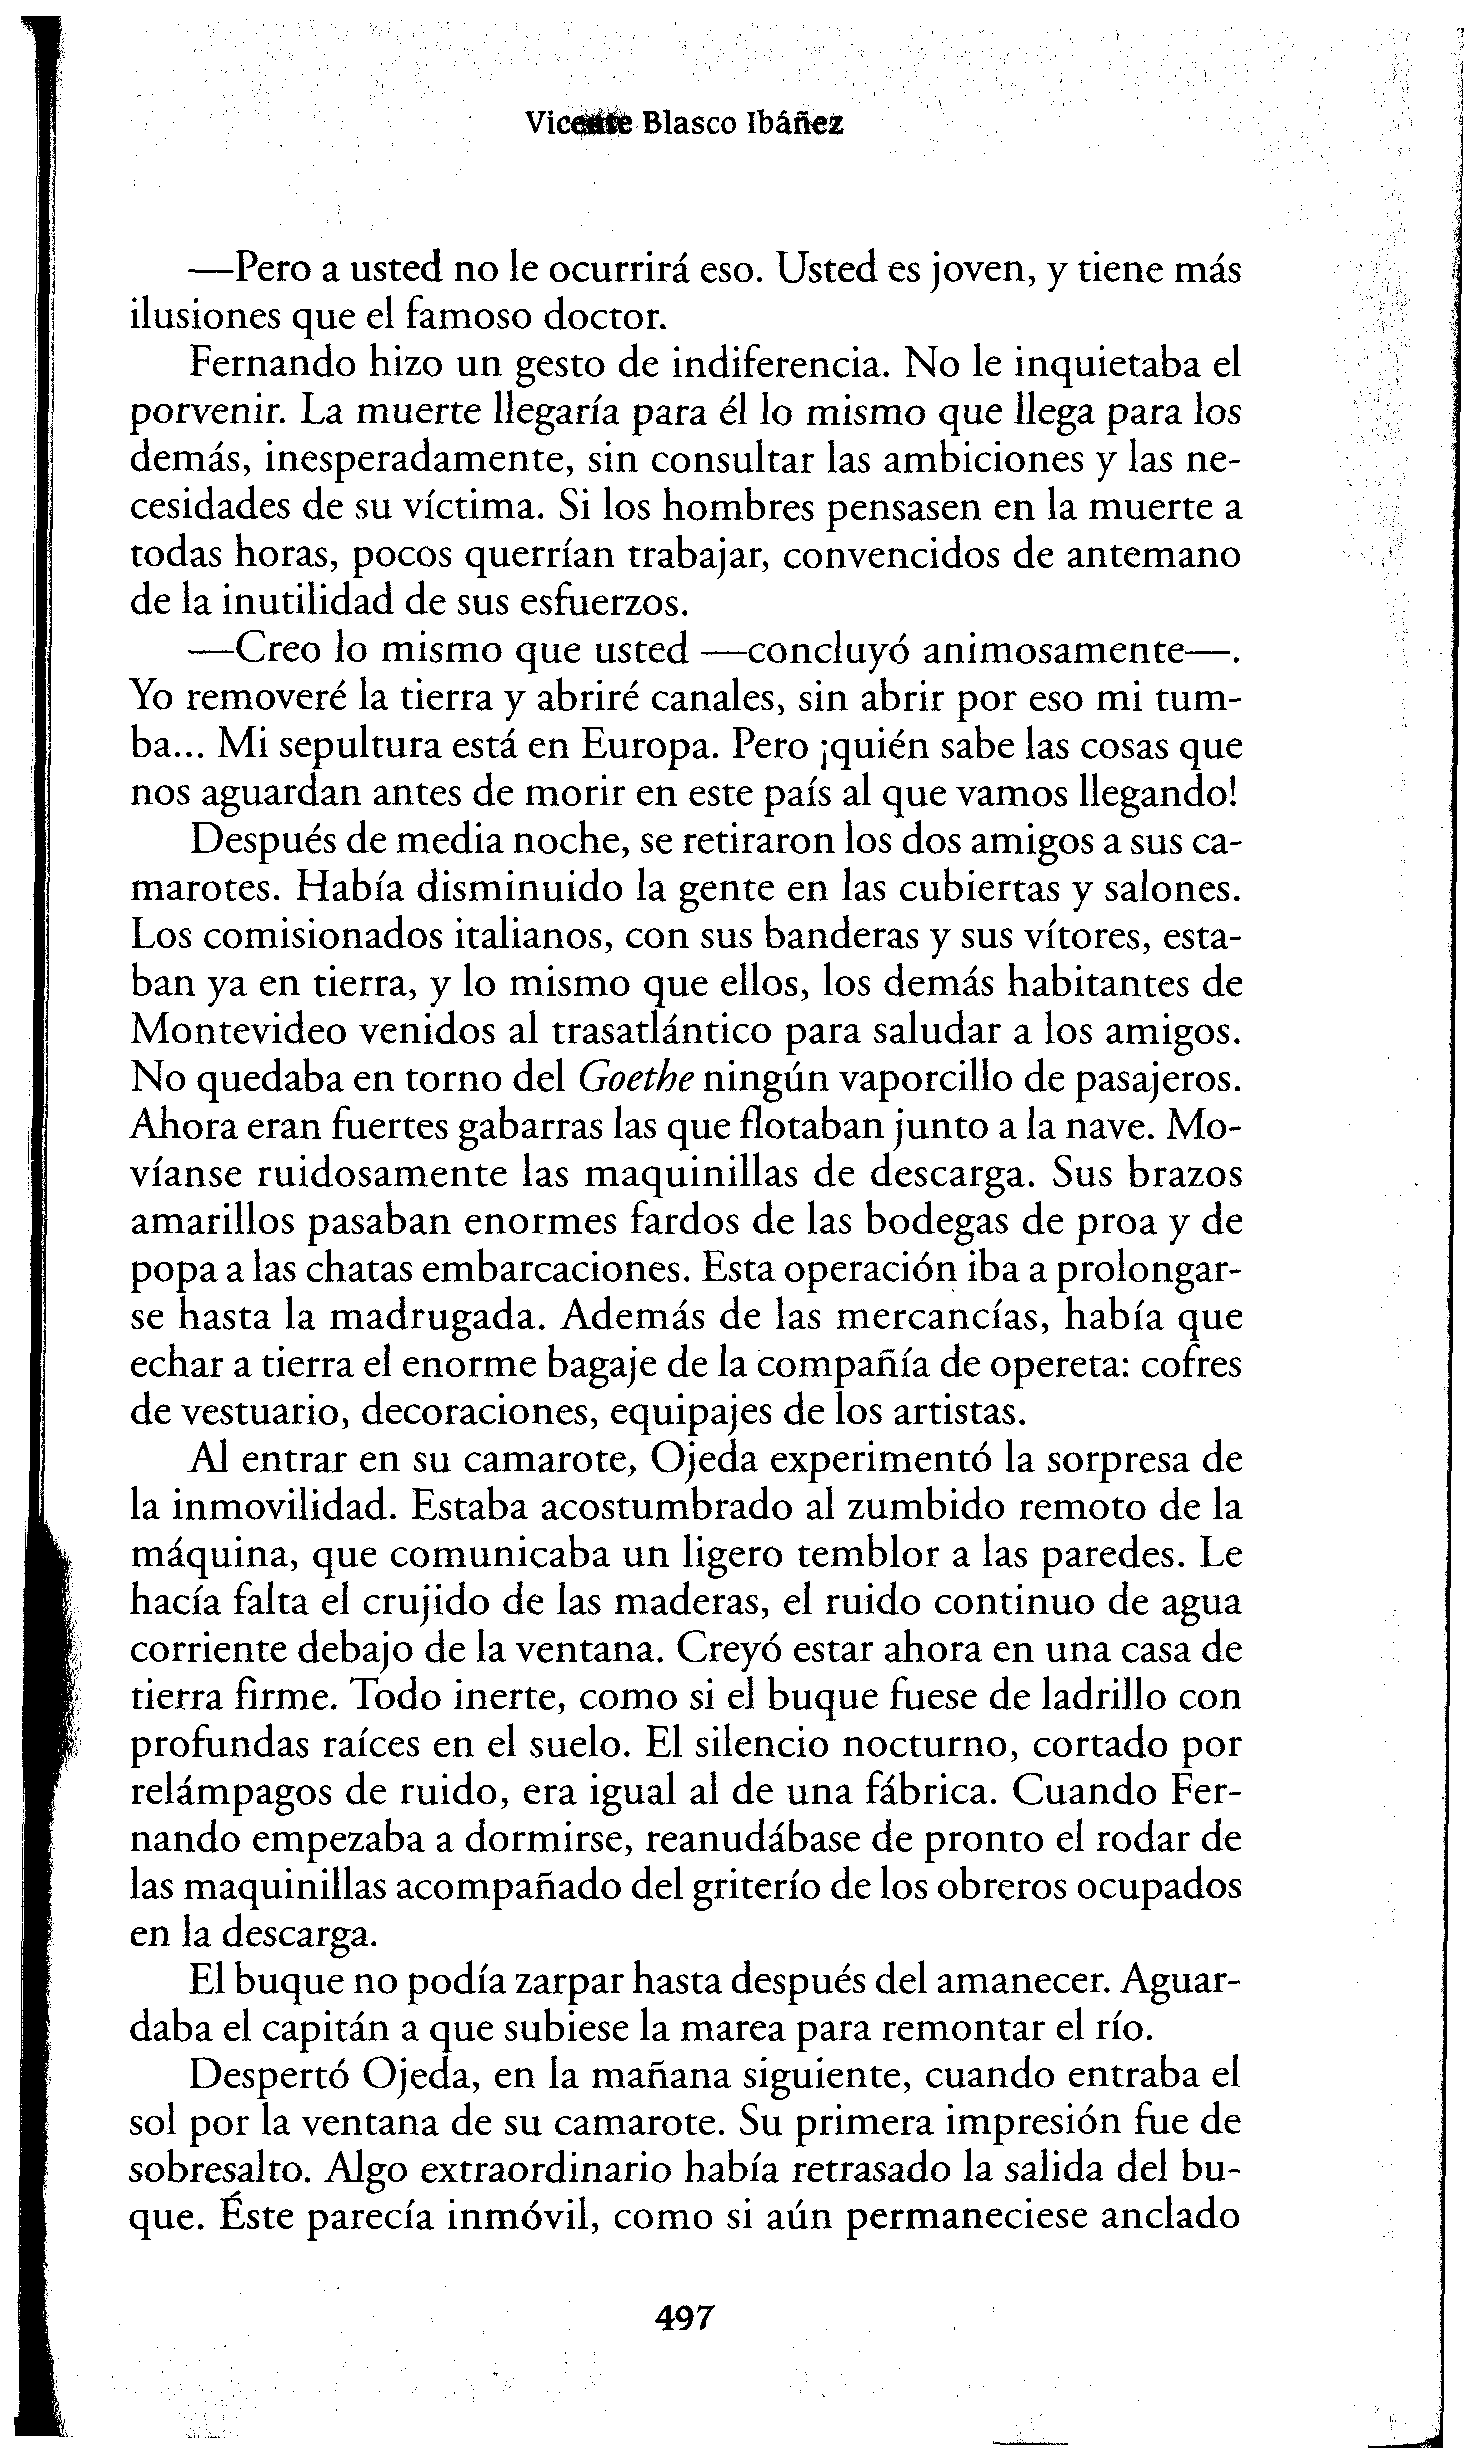 Vicente Blasco Ibáñez
—Pero a usted no le ocurrirá eso. Usted es joven, y tiene más
ilusiones que el famoso doctor.
Fernando hizo un gesto de indiferencia. No le inquietaba el
porvenir. La muerte llegaría para él lo mismo que llega para los
demás, inesperadamente, sin consultar las ambiciones y las ne-
cesidades de su víctima. Si los hombres pensasen en la muerte a
todas horas, pocos querrían trabajar, convencidos de antemano
de la inutilidad de sus esfuerzos.
—Creo lo mismo que usted —concluyó animosamente—.
Yo removeré la tierra y abriré canales, sin abrir por eso mi tum-
ba... Mi sepultura está en Europa. Pero ¡quién sabe las cosas que
nos aguardan antes de morir en este país al que vamos llegando!
Después de media noche, se retiraron los dos amigos a sus ca-
marotes. Había disminuido la gente en las cubiertas y salones.
Los comisionados italianos, con sus banderas y sus vítores, esta-
ban ya en tierra, y lo mismo que ellos, los demás habitantes de
Montevideo venidos al trasatlántico para saludar a los amigos.
No quedaba en torno del Goethe ningún vaporcillo de pasajeros.
Ahora eran fuertes gabarras las que flotaban junto a la nave. Mo-
víanse ruidosamente las maquinillas de descarga. Sus brazos
amarillos pasaban enormes fardos de las bodegas de proa y de
popa a las chatas embarcaciones. Esta operación iba a prolongar-
se hasta la madrugada. Además de las mercancías, había que
echar a tierra el enorme bagaje de la compañía de opereta: cofres
de vestuario, decoraciones, equipajes de los artistas.
Al entrar en su camarote, Ojeda experimentó la sorpresa de
la inmovilidad. Estaba acostumbrado al zumbido remoto de la
máquina, que comunicaba un ligero temblor a las paredes. Le
hacía falta el crujido de las maderas, el ruido continuo de agua
corriente debajo de la ventana. Creyó estar ahora en una casa de
tierra firme. Todo inerte, como si el buque fuese de ladrillo con
profundas raíces en el suelo. El silencio nocturno, cortado por
relámpagos de ruido, era igual al de una fábrica. Cuando Fer-
nando empezaba a dormirse, reanudábase de pronto el rodar de
las maquinillas acompañado del griterío de los obreros ocupados
en la descarga.
El buque no podía zarpar hasta después del amanecer. Aguar-
daba el capitán a que subiese la marea para remontar el río.
Despertó Ojeda, en la mañana siguiente, cuando entraba el
sol por la ventana de su camarote. Su primera impresión fue de
sobresalto. Algo extraordinario había retrasado la salida del bu-
que. Éste parecía inmóvil, como si aún permaneciese anclado
497